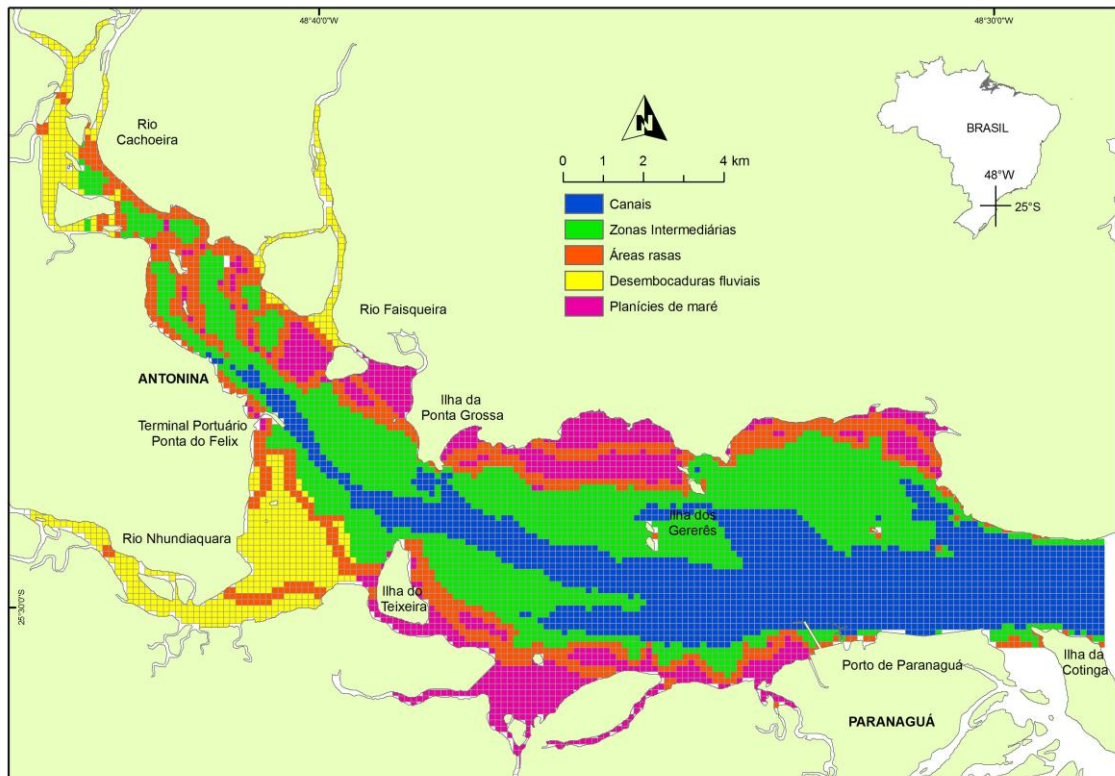 48°40'0"W
48°30'0"W
Rio
Cachoeira
N
BRASIL
0 1 2 4 km
48°W
25°S
Canais
Zonas Intermediárias
Áreas rasas
Desembocaduras fluviais
Planícies de maré
Rio Faisqueira
ANTONINA
Ilha da
Ponta Grossa
Terminal Portuário
Ponta do Felix
Ilha dos
Gererês
Rio Nhundiaquara
Ilha do
Teixeira
25°30'0"S
Porto de Paranaguá
Ilha da
Cotinga
PARANAGUÁ